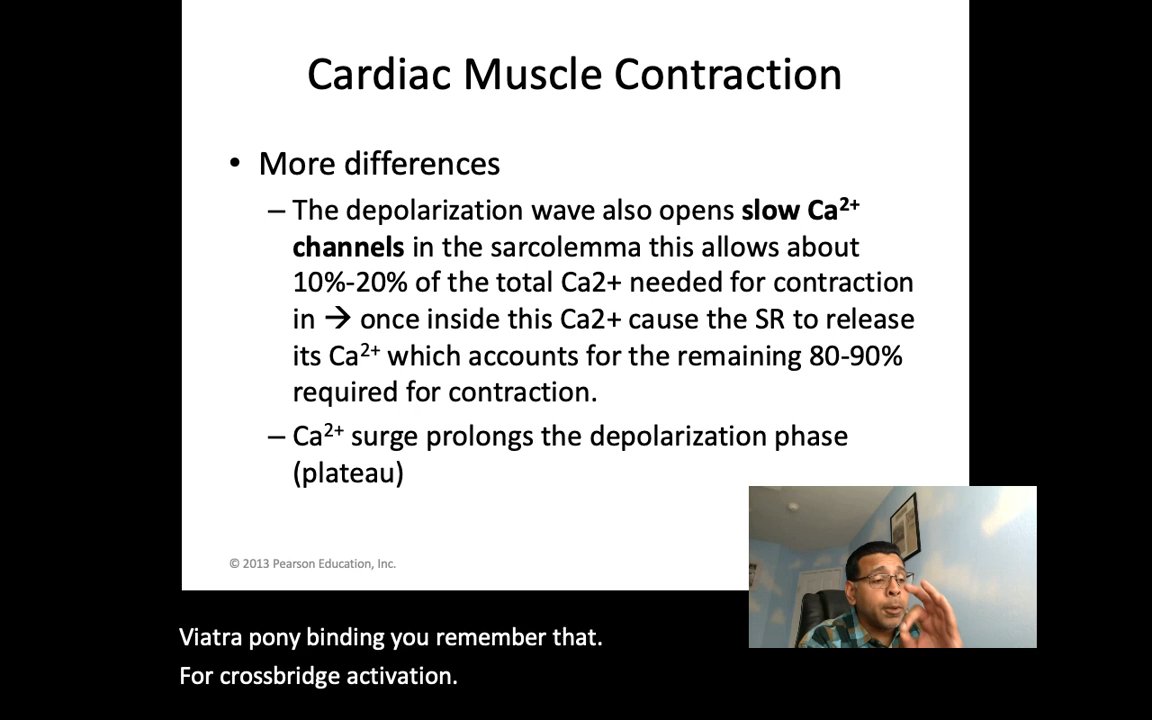 Cardiac Muscle Contraction
• More differences
– The depolarization wave also opens slow Ca²⁺
channels in the sarcolemma this allows about
10%-20% of the total Ca2+ needed for contraction
in → once inside this Ca2+ cause the SR to release
its Ca²⁺ which accounts for the remaining 80-90%
required for contraction.
– Ca²⁺ surge prolongs the depolarization phase
(plateau)
© 2013 Pearson Education, Inc.
Viatra pony binding you remember that.
For crossbridge activation.